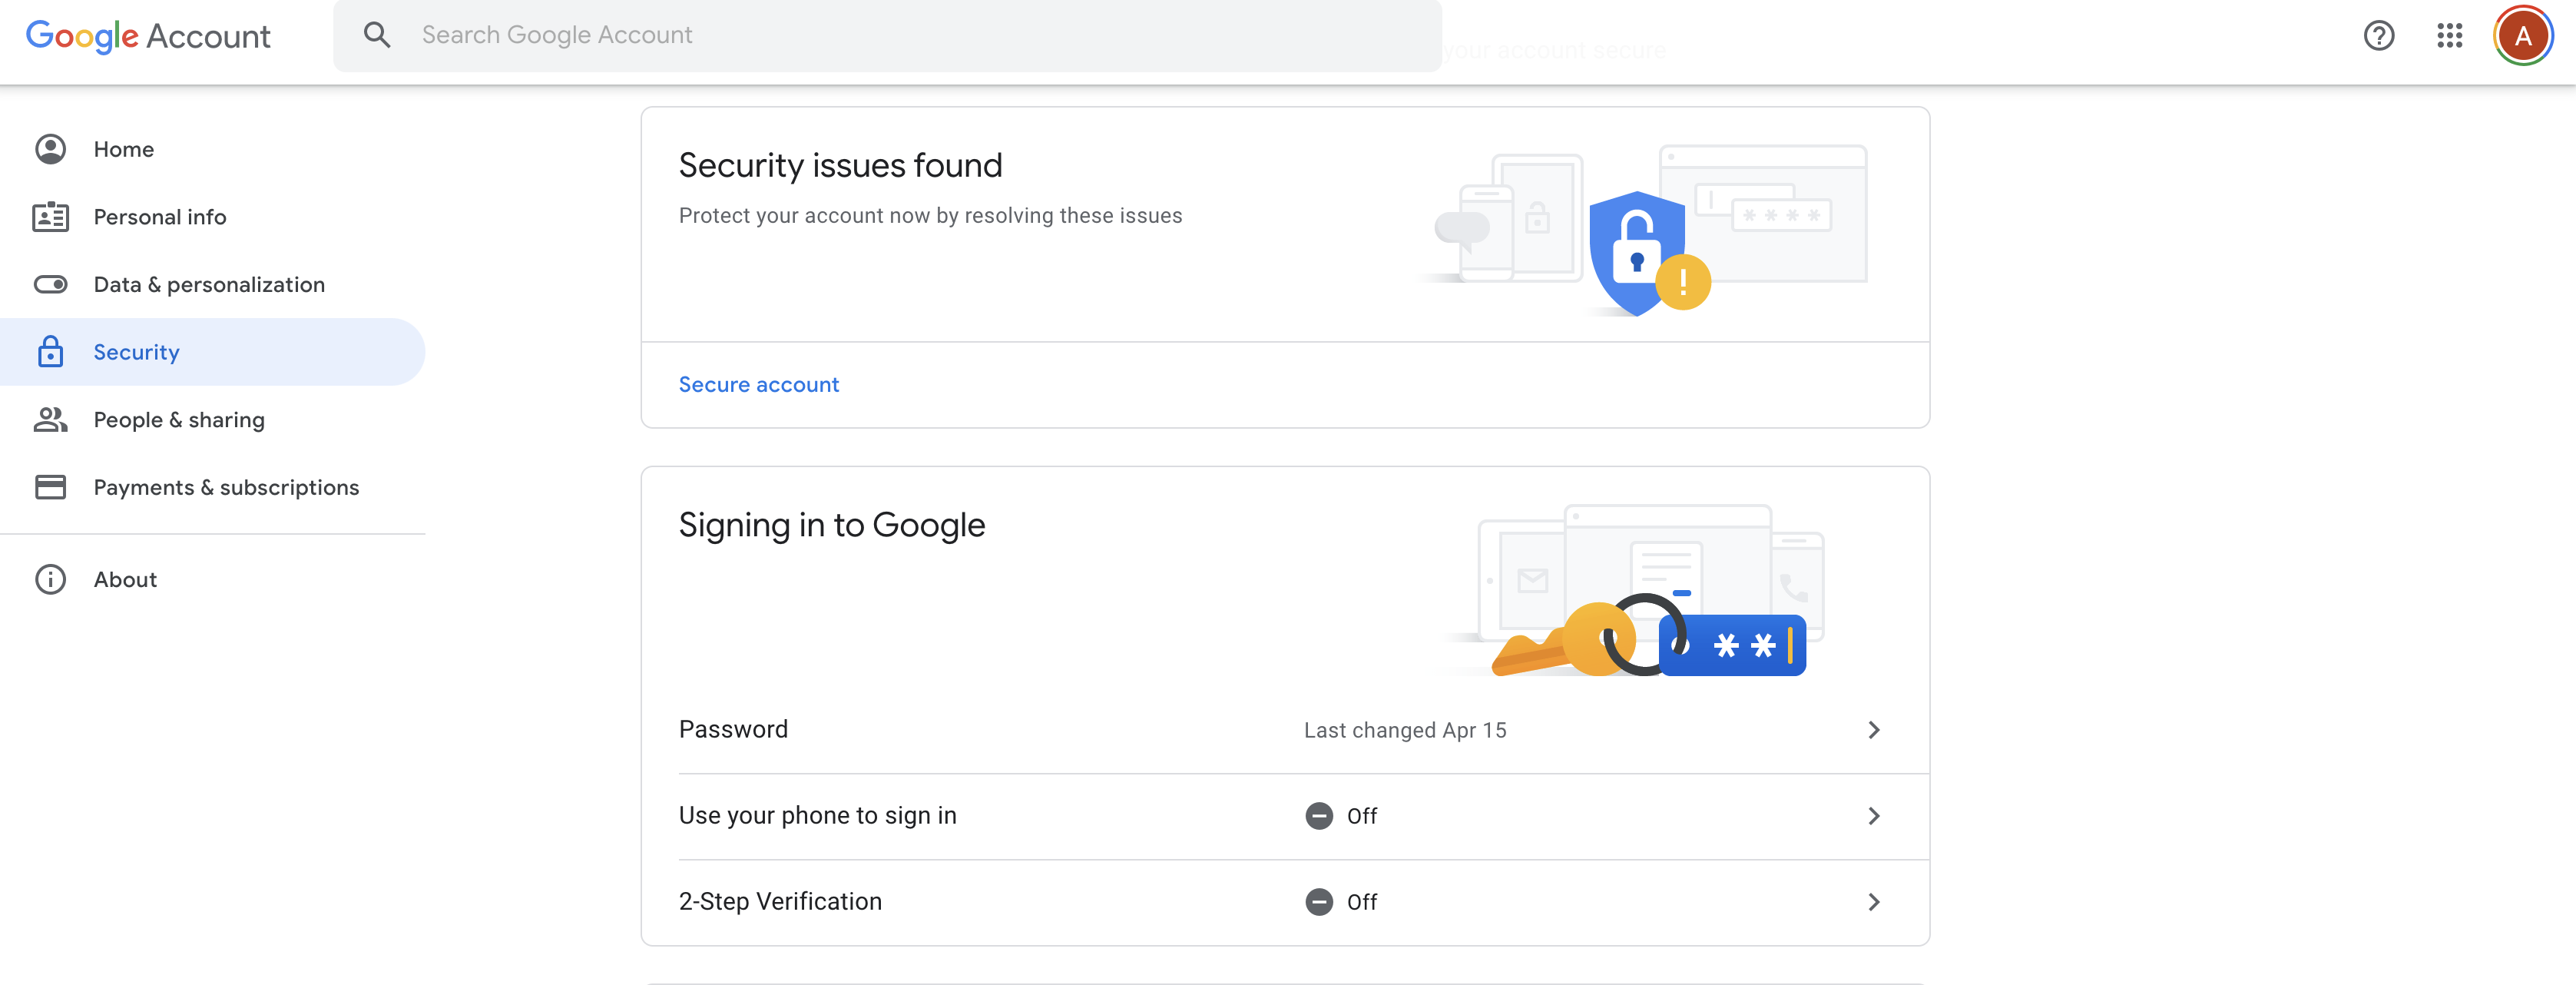 Google Account
Search Google Account
your account secure
Home
Personal info
Data & personalization
Security
People & sharing
Payments & subscriptions
About
Security issues found
Protect your account now by resolving these issues
Secure account
Signing in to Google
Password
Last changed Apr 15
Use your phone to sign in
Off
2-Step Verification
Off
A